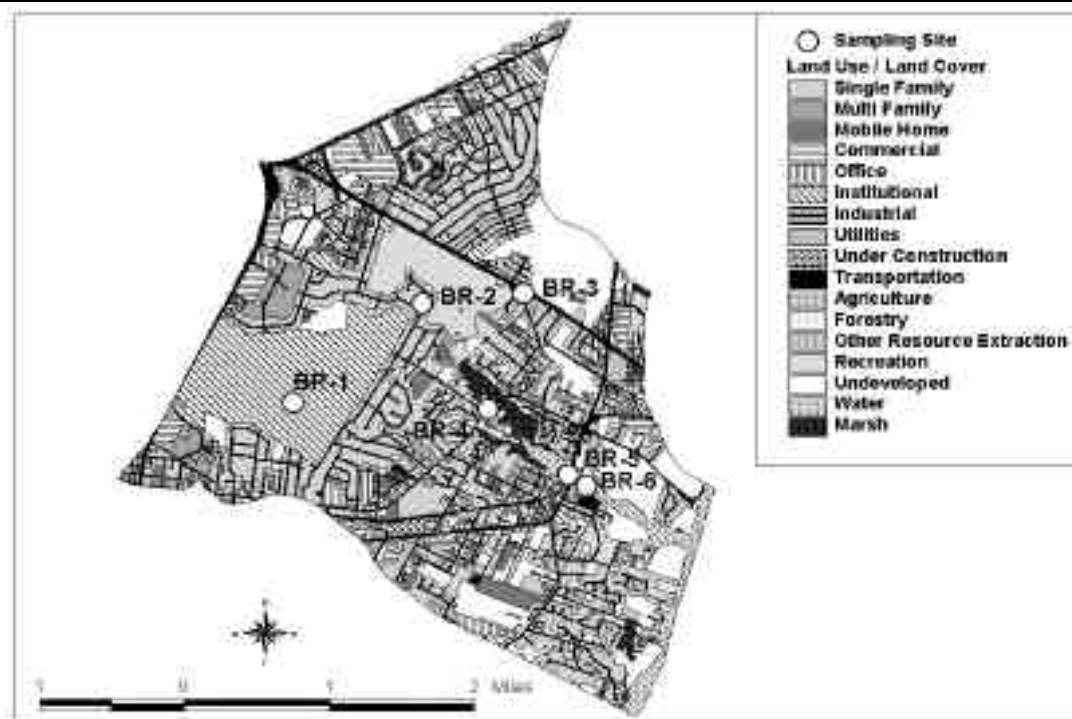 Sampling Site
Land Use / Land Cover
Single Family
Multi Family
Mobile Home
Commercial
Office
Institutional
Industrial
Utilities
Under Construction
Transportation
Agriculture
Forestry
Other Resource Extraction
Recreation
Undeveloped
Water
Marsh
BR-2
BR-3
BR-1
BR-4
BR-5
BR-6
1 0 1 2 Miles